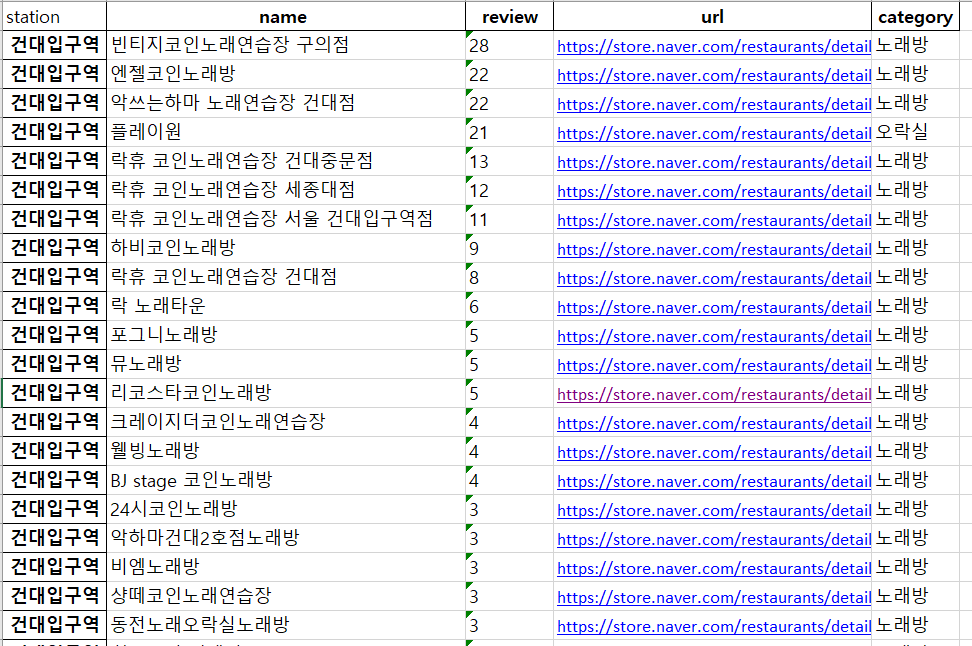 station name review url category
건대입구역 빈티지코인노래연습장 구의점 28 https://store.naver.com/restaurants/detail 노래방
건대입구역 엔젤코인노래방 22 https://store.naver.com/restaurants/detail 노래방
건대입구역 악쓰는하마 노래연습장 건대점 22 https://store.naver.com/restaurants/detail 노래방
건대입구역 플레이원 21 https://store.naver.com/restaurants/detail 오락실
건대입구역 락휴 코인노래연습장 건대중문점 13 https://store.naver.com/restaurants/detail 노래방
건대입구역 락휴 코인노래연습장 세종대점 12 https://store.naver.com/restaurants/detail 노래방
건대입구역 락휴 코인노래연습장 서울 건대입구역점 11 https://store.naver.com/restaurants/detail 노래방
건대입구역 하비코인노래방 9 https://store.naver.com/restaurants/detail 노래방
건대입구역 락휴 코인노래연습장 건대점 8 https://store.naver.com/restaurants/detail 노래방
건대입구역 락 노래타운 6 https://store.naver.com/restaurants/detail 노래방
건대입구역 포그니노래방 5 https://store.naver.com/restaurants/detail 노래방
건대입구역 뮤노래방 5 https://store.naver.com/restaurants/detail 노래방
건대입구역 리코스타코인노래방 5 https://store.naver.com/restaurants/detail 노래방
건대입구역 크레이지더코인노래연습장 4 https://store.naver.com/restaurants/detail 노래방
건대입구역 웰빙노래방 4 https://store.naver.com/restaurants/detail 노래방
건대입구역 BJ stage 코인노래방 4 https://store.naver.com/restaurants/detail 노래방
건대입구역 24시코인노래방 3 https://store.naver.com/restaurants/detail 노래방
건대입구역 악하마건대2호점노래방 3 https://store.naver.com/restaurants/detail 노래방
건대입구역 비엠노래방 3 https://store.naver.com/restaurants/detail 노래방
건대입구역 샹떼코인노래연습장 3 https://store.naver.com/restaurants/detail 노래방
건대입구역 동전노래오락실노래방 3 https://store.naver.com/restaurants/detail 노래방